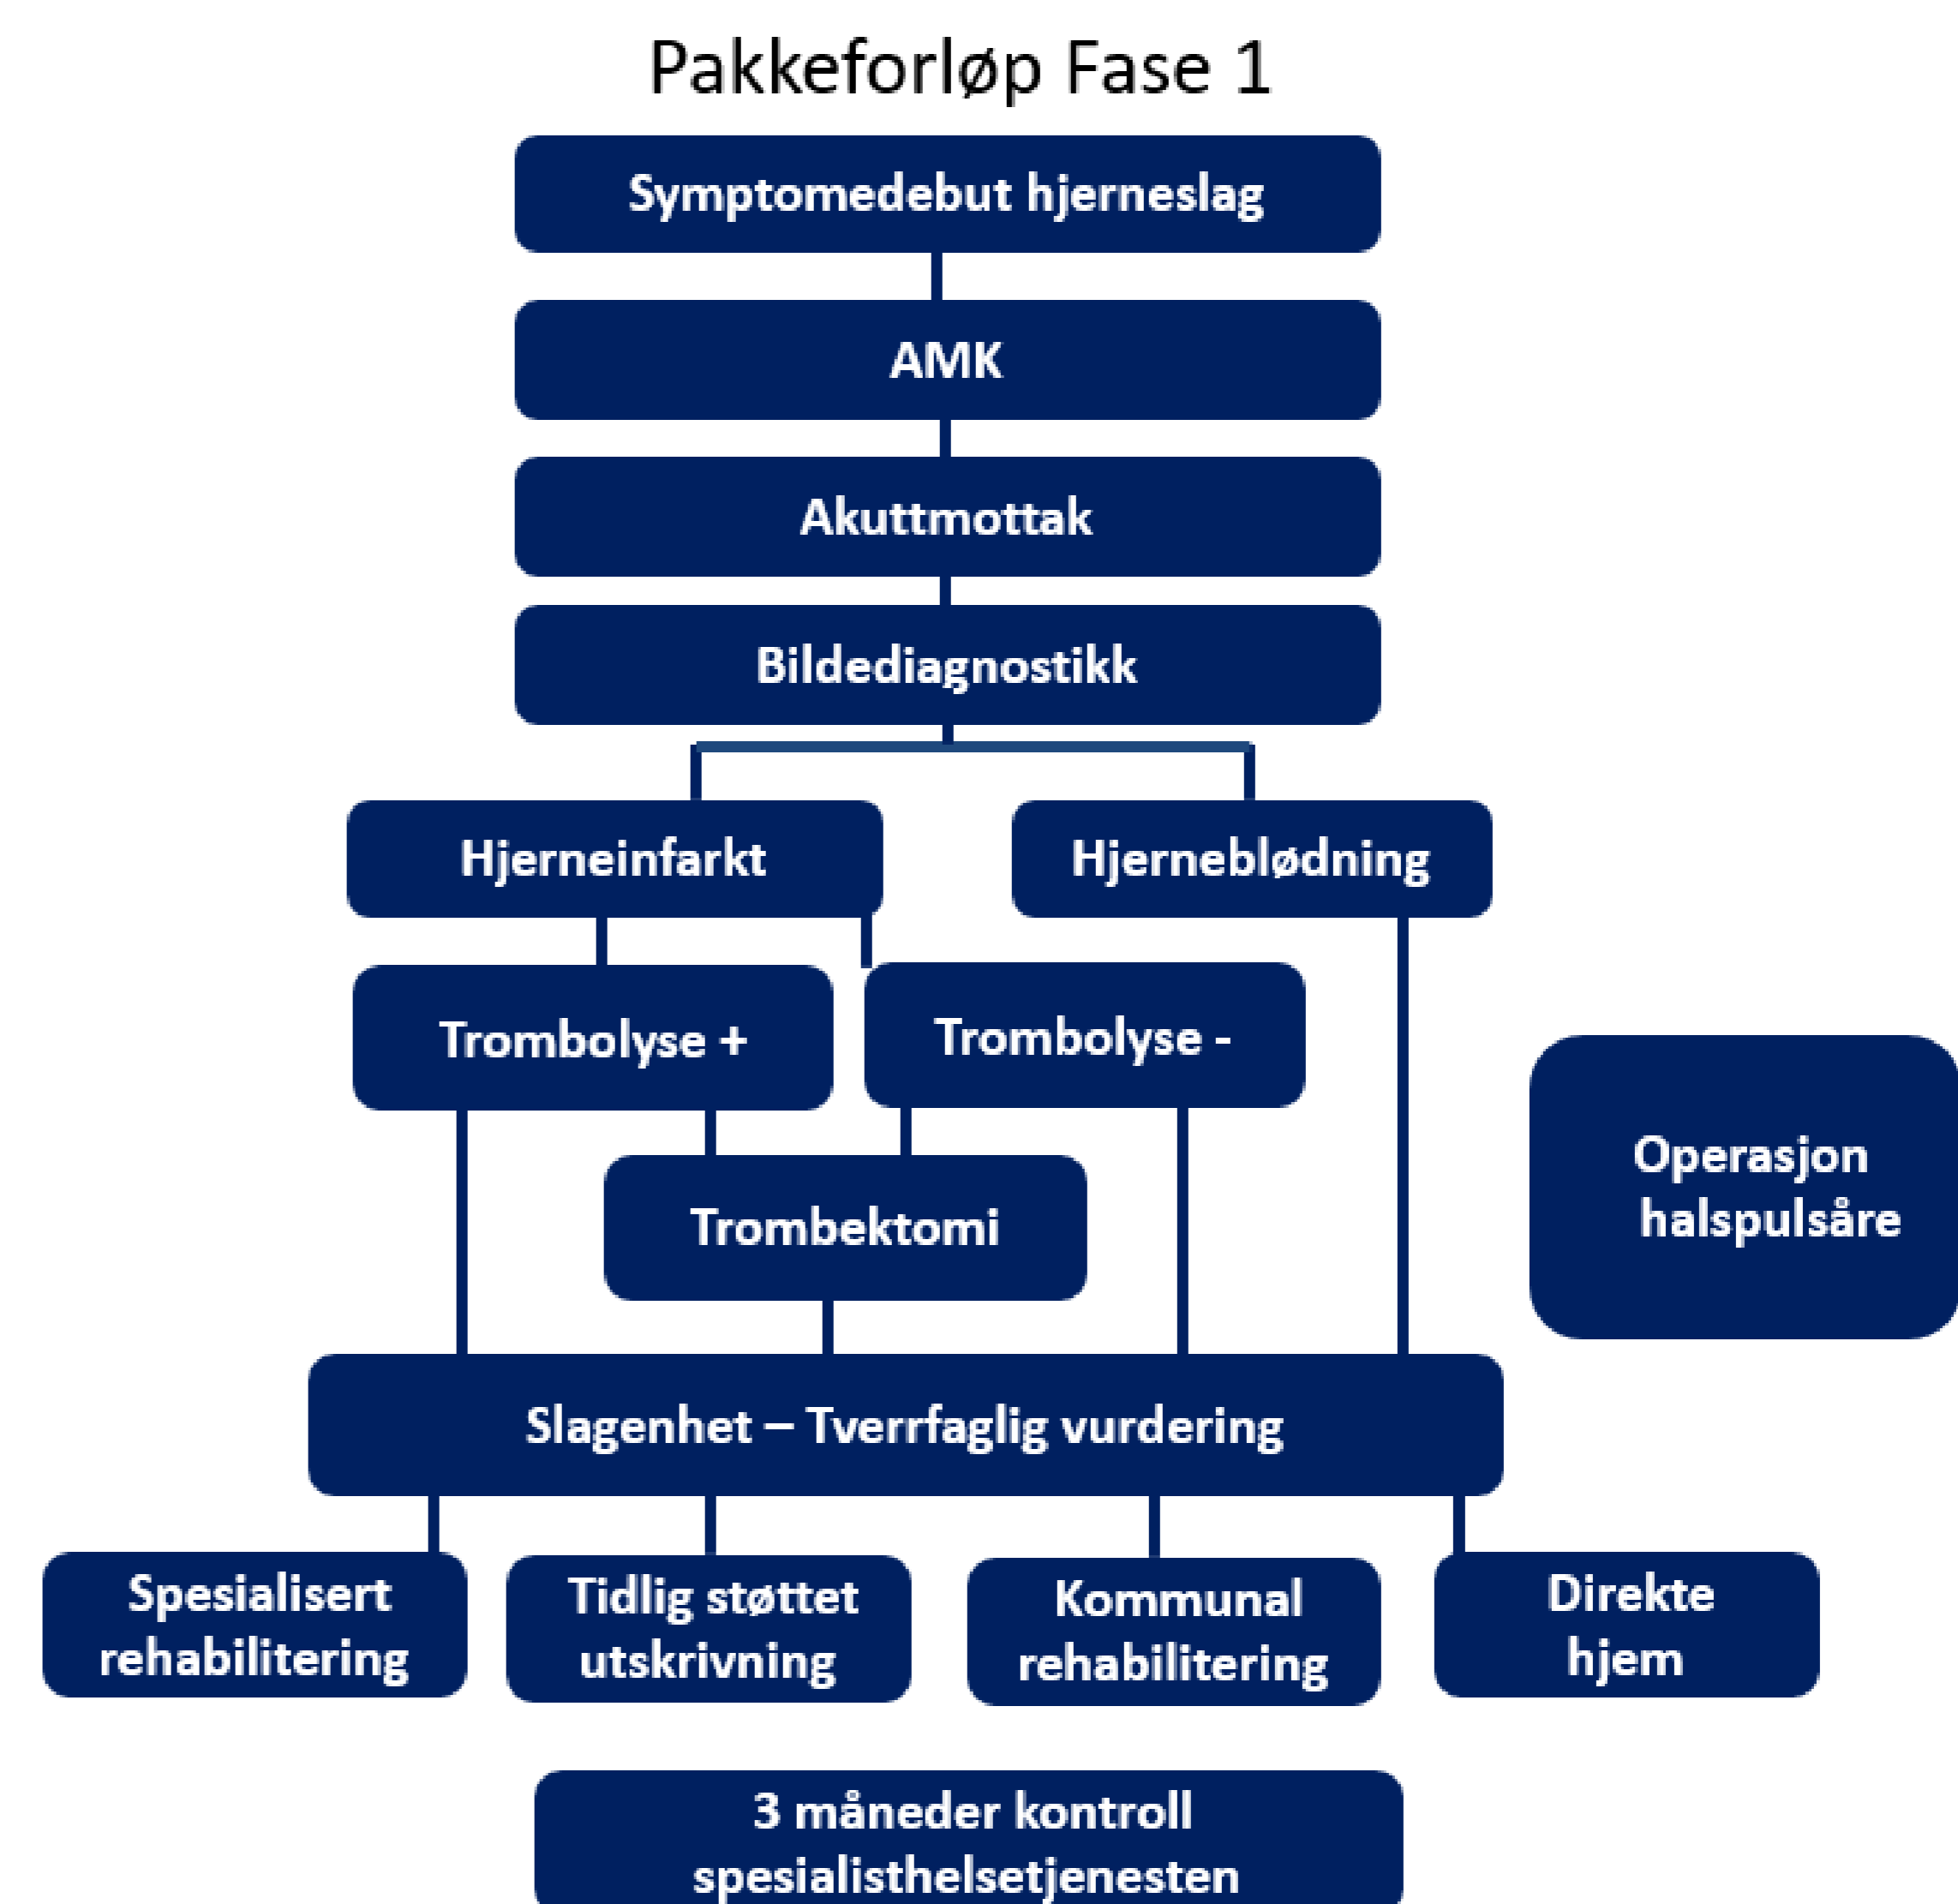 Pakkeforløp Fase 1
Symptomedebut hjerneslag
AMK
Akuttmottak
Bildediagnostikk
Hjerneinfarkt
Hjerneblødning
Trombolyse +
Trombolyse -
Operasjon
halspulsåre
Trombektomi
Slagenhet – Tverrfaglig vurdering
Spesialisert
rehabilitering
Tidlig støttet
utskrivning
Kommunal
rehabilitering
Direkte
hjem
3 måneder kontroll
spesialisthelsetjenesten